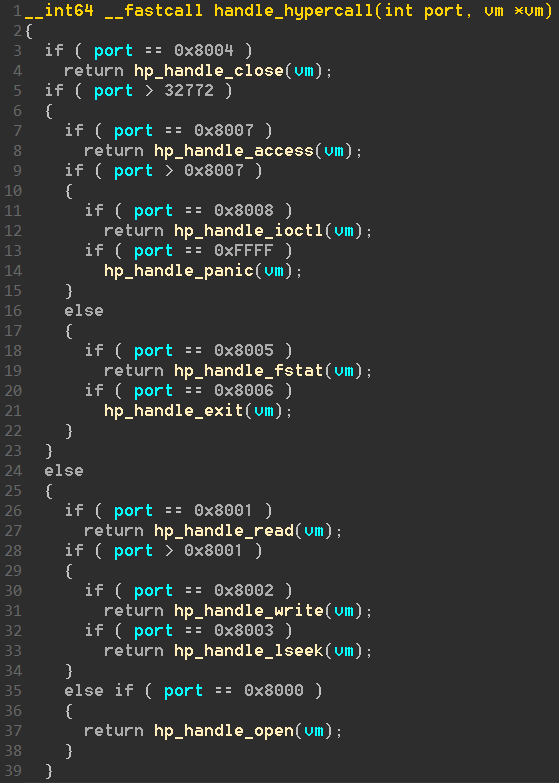 1 __int64 __fastcall handle_hypercall(int port, vm *vm)
2 {
3   if ( port == 0x8004 )
4     return hp_handle_close(vm);
5   if ( port > 32772 )
6   {
7     if ( port == 0x8007 )
8       return hp_handle_access(vm);
9     if ( port > 0x8007 )
10     {
11       if ( port == 0x8008 )
12         return hp_handle_ioctl(vm);
13       if ( port == 0xFFFF )
14         hp_handle_panic(vm);
15     }
16     else
17     {
18       if ( port == 0x8005 )
19         return hp_handle_fstat(vm);
20       if ( port == 0x8006 )
21         hp_handle_exit(vm);
22     }
23   }
24   else
25   {
26     if ( port == 0x8001 )
27       return hp_handle_read(vm);
28     if ( port > 0x8001 )
29     {
30       if ( port == 0x8002 )
31         return hp_handle_write(vm);
32       if ( port == 0x8003 )
33         return hp_handle_lseek(vm);
34     }
35     else if ( port == 0x8000 )
36     {
37       return hp_handle_open(vm);
38     }
39   }